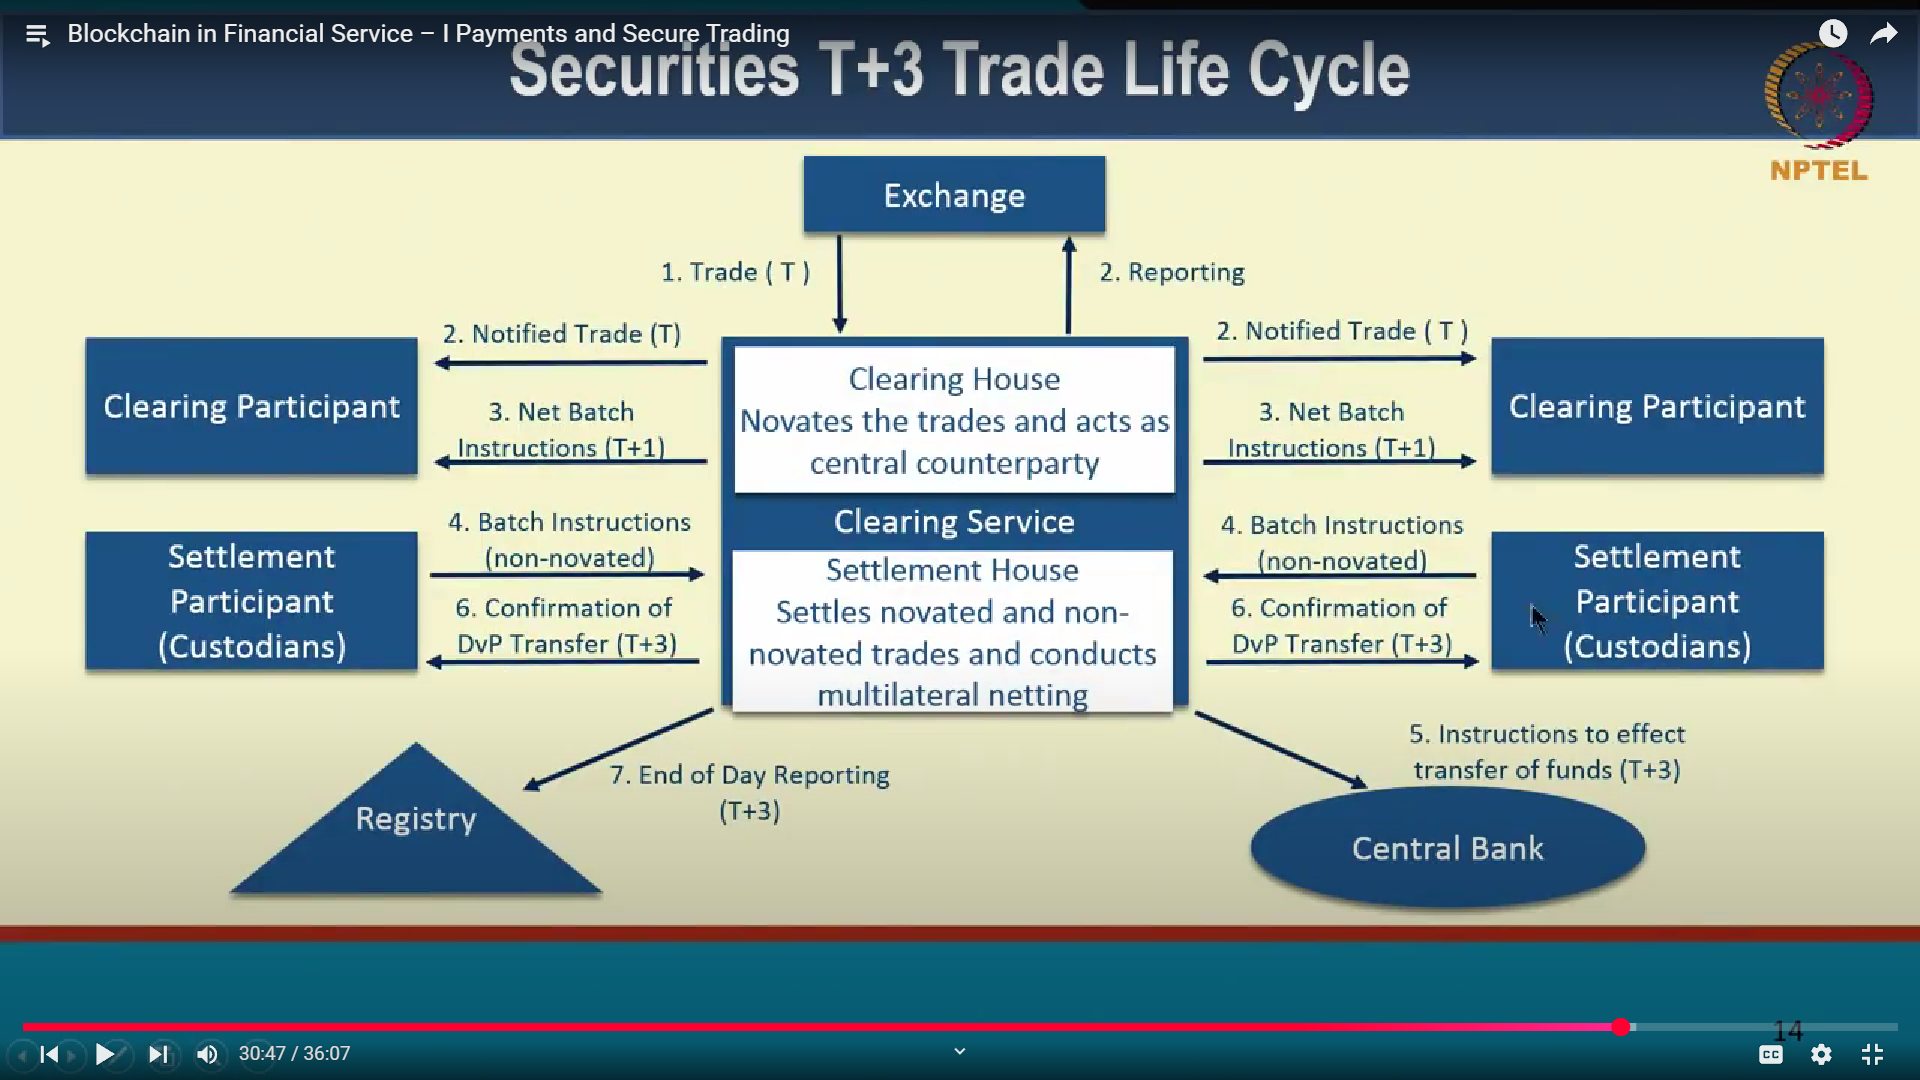 Blockchain in Financial Service – I Payments and Secure Trading
Securities T+3 Trade Life Cycle
NPTEL
Exchange
1. Trade ( T )
2. Reporting
2. Notified Trade (T)
2. Notified Trade ( T )
Clearing Participant
3. Net Batch
Instructions (T+1)
Clearing House
Novates the trades and acts as
central counterparty
3. Net Batch
Instructions (T+1)
Clearing Participant
Clearing Service
Settlement
Participant
(Custodians)
4. Batch Instructions
(non-novated)
6. Confirmation of
DvP Transfer (T+3)
Settlement House
Settles novated and non-
novated trades and conducts
multilateral netting
4. Batch Instructions
(non-novated)
6. Confirmation of
DvP Transfer (T+3)
Settlement
Participant
(Custodians)
5. Instructions to effect
transfer of funds (T+3)
7. End of Day Reporting
(T+3)
Registry
Central Bank
14
30:47 / 36:07
CC